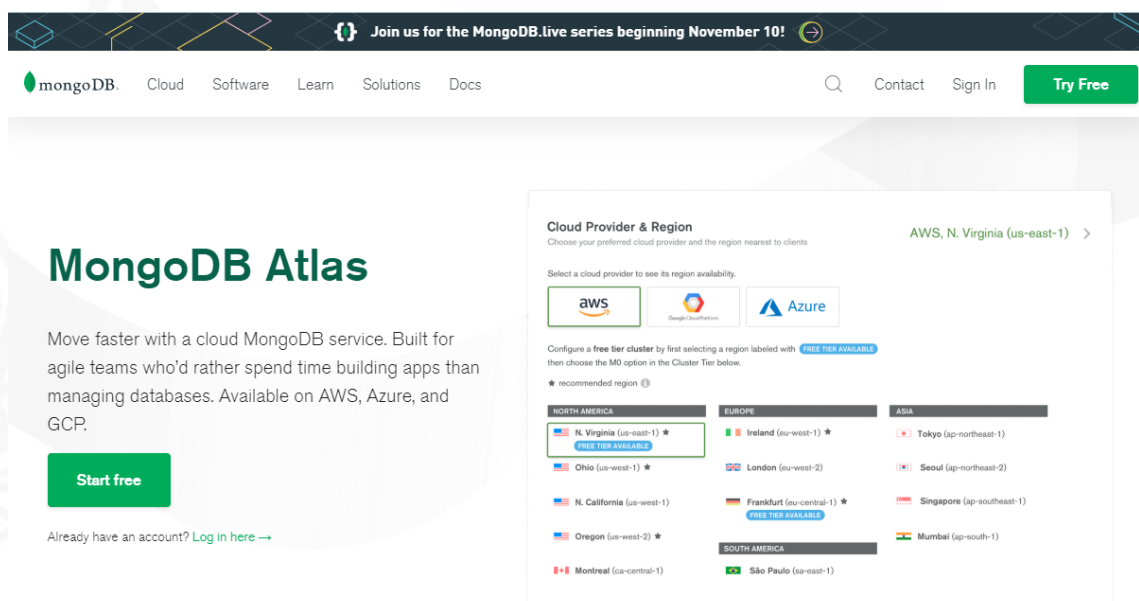 Join us for the MongoDB.live series beginning November 10!
mongoDB. Cloud Software Learn Solutions Docs Contact Sign In Try Free
MongoDB Atlas
Move faster with a cloud MongoDB service. Built for
agile teams who'd rather spend time building apps than
managing databases. Available on AWS, Azure, and
GCP.
Start free
Already have an account? Log in here →
Cloud Provider & Region
AWS, N. Virginia (us-east-1)
Choose your preferred cloud provider and the region nearest to clients
Select a cloud provider to see its region availability.
aws Google Cloud Platform Azure
Configure a free tier cluster by first selecting a region labeled with FREE TIER AVAILABLE
then choose the M0 option in the Cluster Tier below.
★ recommended region
NORTH AMERICA
N. Virginia (us-east-1) ★
FREE TIER AVAILABLE
Ohio (us-west-1) ★
N. California (us-west-1)
Oregon (us-west-2) ★
Montreal (ca-central-1)
EUROPE
Ireland (eu-west-1) ★
London (eu-west-2)
Frankfurt (eu-central-1) ★
FREE TIER AVAILABLE
SOUTH AMERICA
São Paulo (sa-east-1)
ASIA
Tokyo (ap-northeast-1)
Seoul (ap-northeast-2)
Singapore (ap-southeast-1)
Mumbai (ap-south-1)